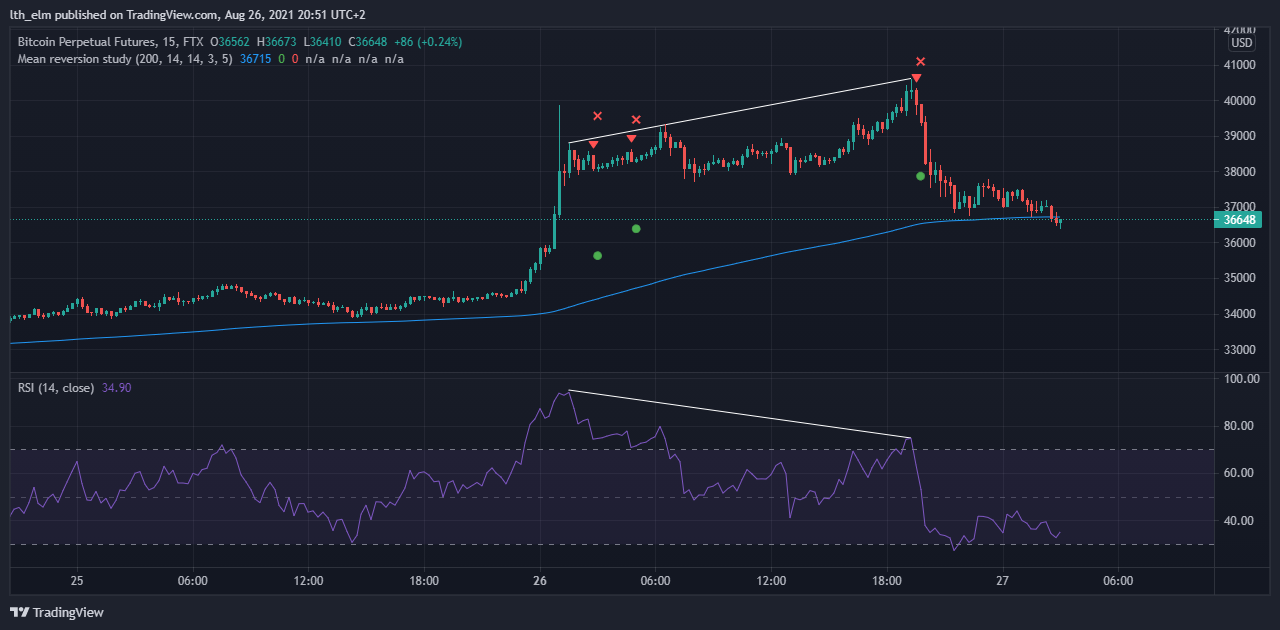 lth_elm published on TradingView.com, Aug 26, 2021 20:51 UTC+2
Bitcoin Perpetual Futures, 15, FTX O36562 H36673 L36410 C36648 +86 (+0.24%)
Mean reversion study (200, 14, 14, 3, 5) 36715 0 0 n/a n/a n/a n/a
42000
USD
41000
40000
39000
38000
37000
36648
36000
35000
34000
33000
RSI (14, close) 34.90
100.00
80.00
60.00
40.00
25 06:00 12:00 18:00 26 06:00 12:00 18:00 27 06:00
TradingView